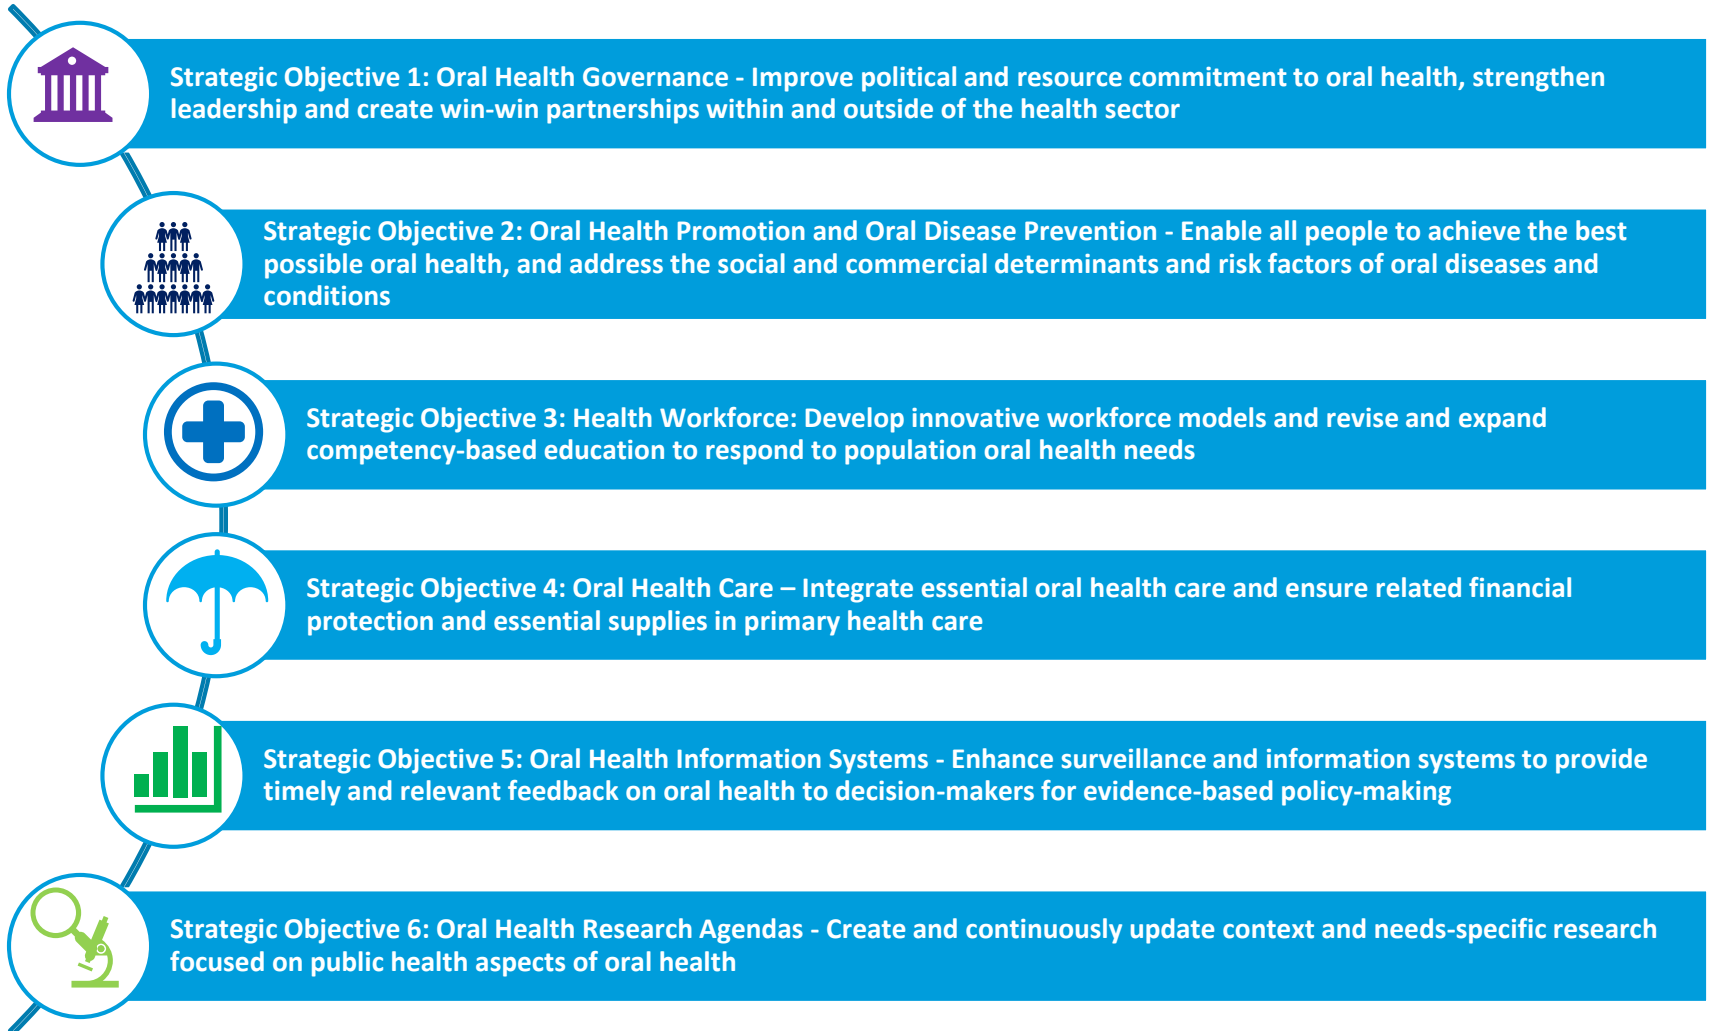 Strategic Objective 1: Oral Health Governance - Improve political and resource commitment to oral health, strengthen
leadership and create win-win partnerships within and outside of the health sector
Strategic Objective 2: Oral Health Promotion and Oral Disease Prevention - Enable all people to achieve the best
possible oral health, and address the social and commercial determinants and risk factors of oral diseases and
conditions
Strategic Objective 3: Health Workforce: Develop innovative workforce models and revise and expand
competency-based education to respond to population oral health needs
Strategic Objective 4: Oral Health Care – Integrate essential oral health care and ensure related financial
protection and essential supplies in primary health care
Strategic Objective 5: Oral Health Information Systems - Enhance surveillance and information systems to provide
timely and relevant feedback on oral health to decision-makers for evidence-based policy-making
Strategic Objective 6: Oral Health Research Agendas - Create and continuously update context and needs-specific research
focused on public health aspects of oral health